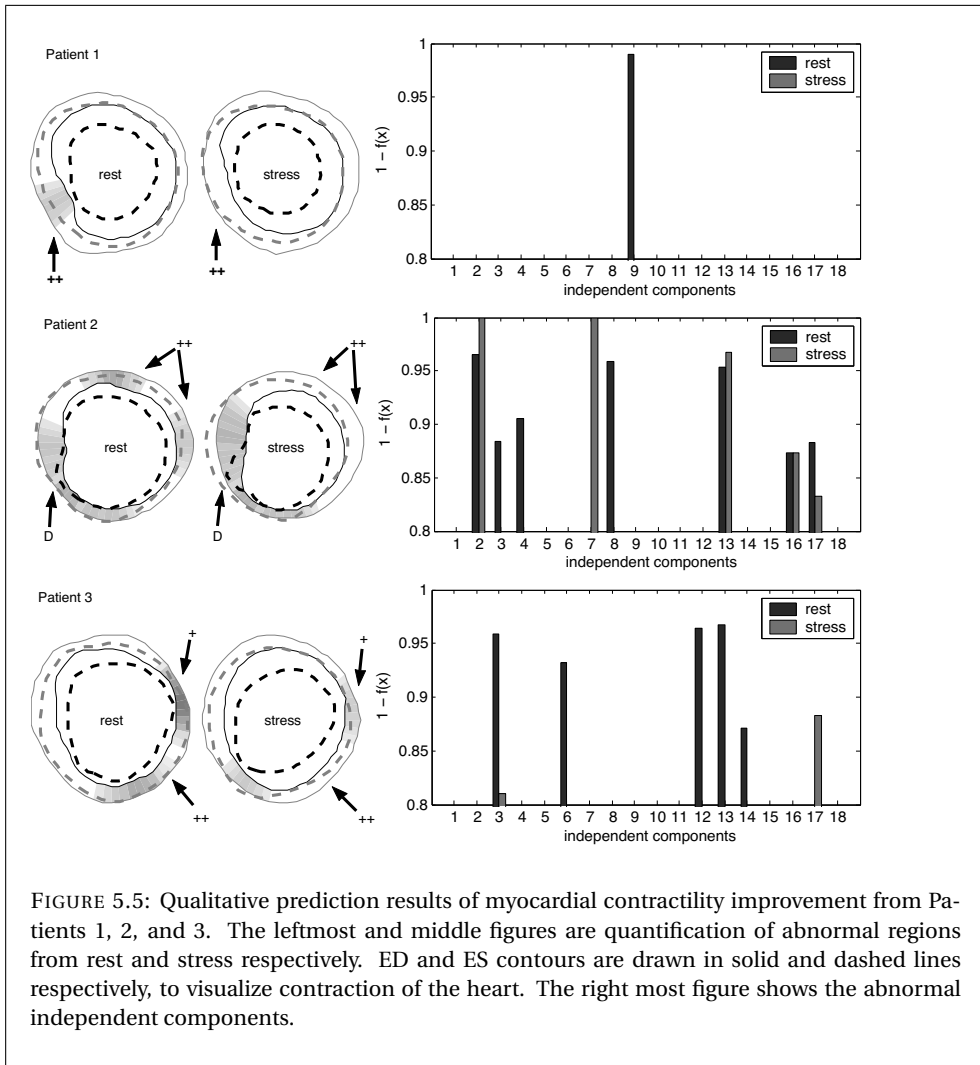 Patient 1
rest
stress
++
++
1
0.95
0.9
0.85
0.8
1 − f(x)
rest
stress
1 2 3 4 5 6 7 8 9 10 11 12 13 14 15 16 17 18
independent components
Patient 2
++
++
rest
stress
D
D
1
0.95
0.9
0.85
0.8
1 − f(x)
rest
stress
1 2 3 4 5 6 7 8 9 10 11 12 13 14 15 16 17 18
independent components
Patient 3
+
+
rest
stress
++
++
1
0.95
0.9
0.85
0.8
1 − f(x)
rest
stress
1 2 3 4 5 6 7 8 9 10 11 12 13 14 15 16 17 18
independent components
FIGURE 5.5: Qualitative prediction results of myocardial contractility improvement from Pa-
tients 1, 2, and 3. The leftmost and middle figures are quantification of abnormal regions
from rest and stress respectively. ED and ES contours are drawn in solid and dashed lines
respectively, to visualize contraction of the heart. The right most figure shows the abnormal
independent components.